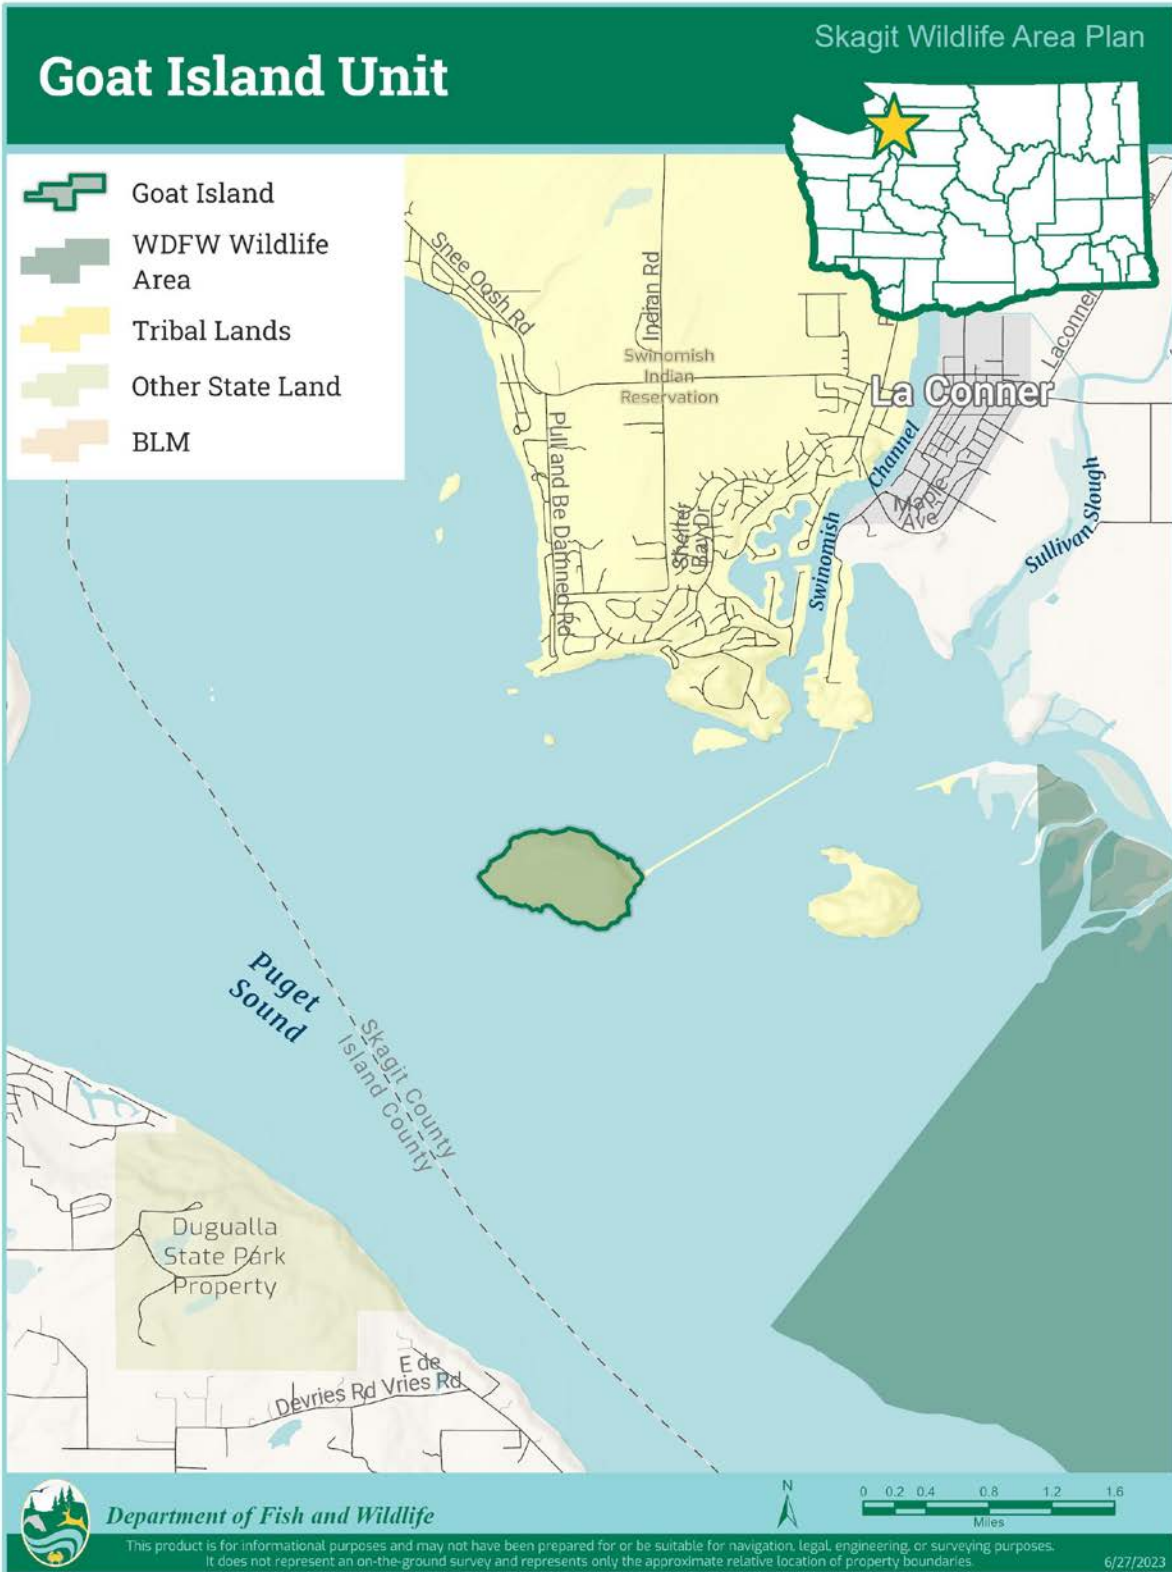 Skagit Wildlife Area Plan
Goat Island Unit
Goat Island
WDFW Wildlife
Area
Tribal Lands
Other State Land
BLM
Snee Oosh Rd
Indian Rd
Swinomish
Indian
Reservation
Laconner
La Conner
Pull and Be Damned Rd
Shelter
Bay Dr
Channel
Swinomish
Maple
Ave
Sullivan Slough
Puget
Sound
Skagit County
Island County
Dugualla
State Park
Property
E de
Devries Rd Vries Rd
Department of Fish and Wildlife
N
0 0.2 0.4 0.8 1.2 1.6
Miles
This product is for informational purposes and may not have been prepared for or be suitable for navigation, legal, engineering, or surveying purposes.
It does not represent an on-the-ground survey and represents only the approximate relative location of property boundaries.
6/27/2023